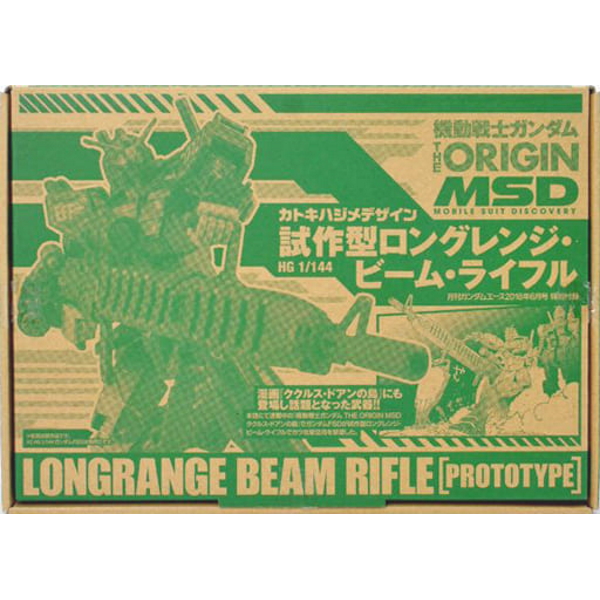 機動戦士ガンダム
THE ORIGIN
MSD
MOBILE SUIT DISCOVERY
カトキハジメデザイン
HG 1/144
試作型ロングレンジ・
ビーム・ライフル
月刊ガンダムエース2018年6月号 特別付録
漫画『ククルス・ドアンの島』にも
登場し話題となった武器!!
LONGRANGE BEAM RIFLE [PROTOTYPE]